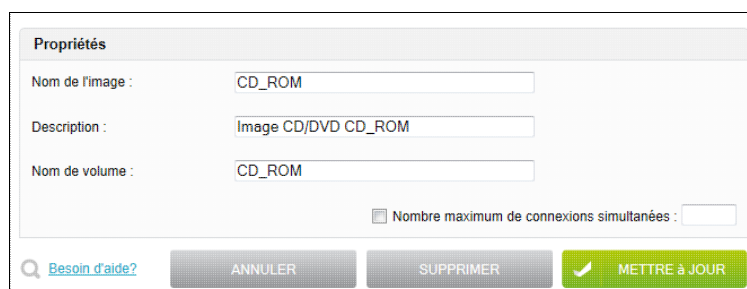 Propriétés
Nom de l'image : CD_ROM
Description : Image CD/DVD CD_ROM
Nom de volume : CD_ROM
Nombre maximum de connexions simultanées :
Besoin d'aide? ANNULER SUPPRIMER METTRE à JOUR